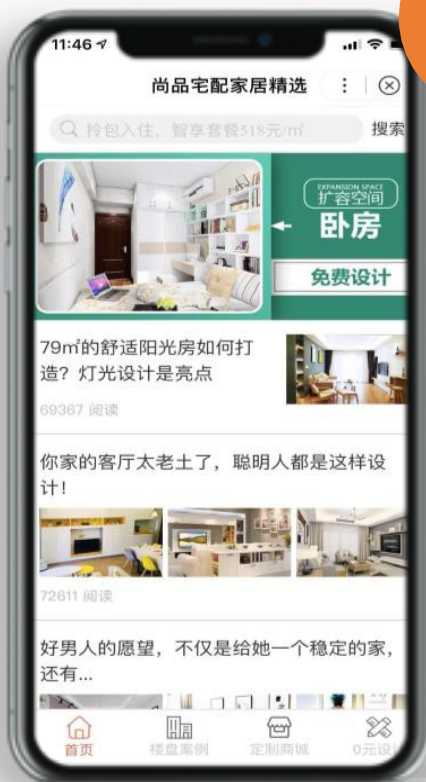 11:46
尚品宅配家居精选
拎包入住，智享套餐518元/㎡
搜索
EXPANSION SPACE
扩容空间
卧房
免费设计
79㎡的舒适阳光房如何打
造？灯光设计是亮点
69367 阅读
你家的客厅太老土了，聪明人都是这样设
计！
72611 阅读
好男人的愿望，不仅是给她一个稳定的家，
还有...
首页
楼盘案例
定制商城
0元设计